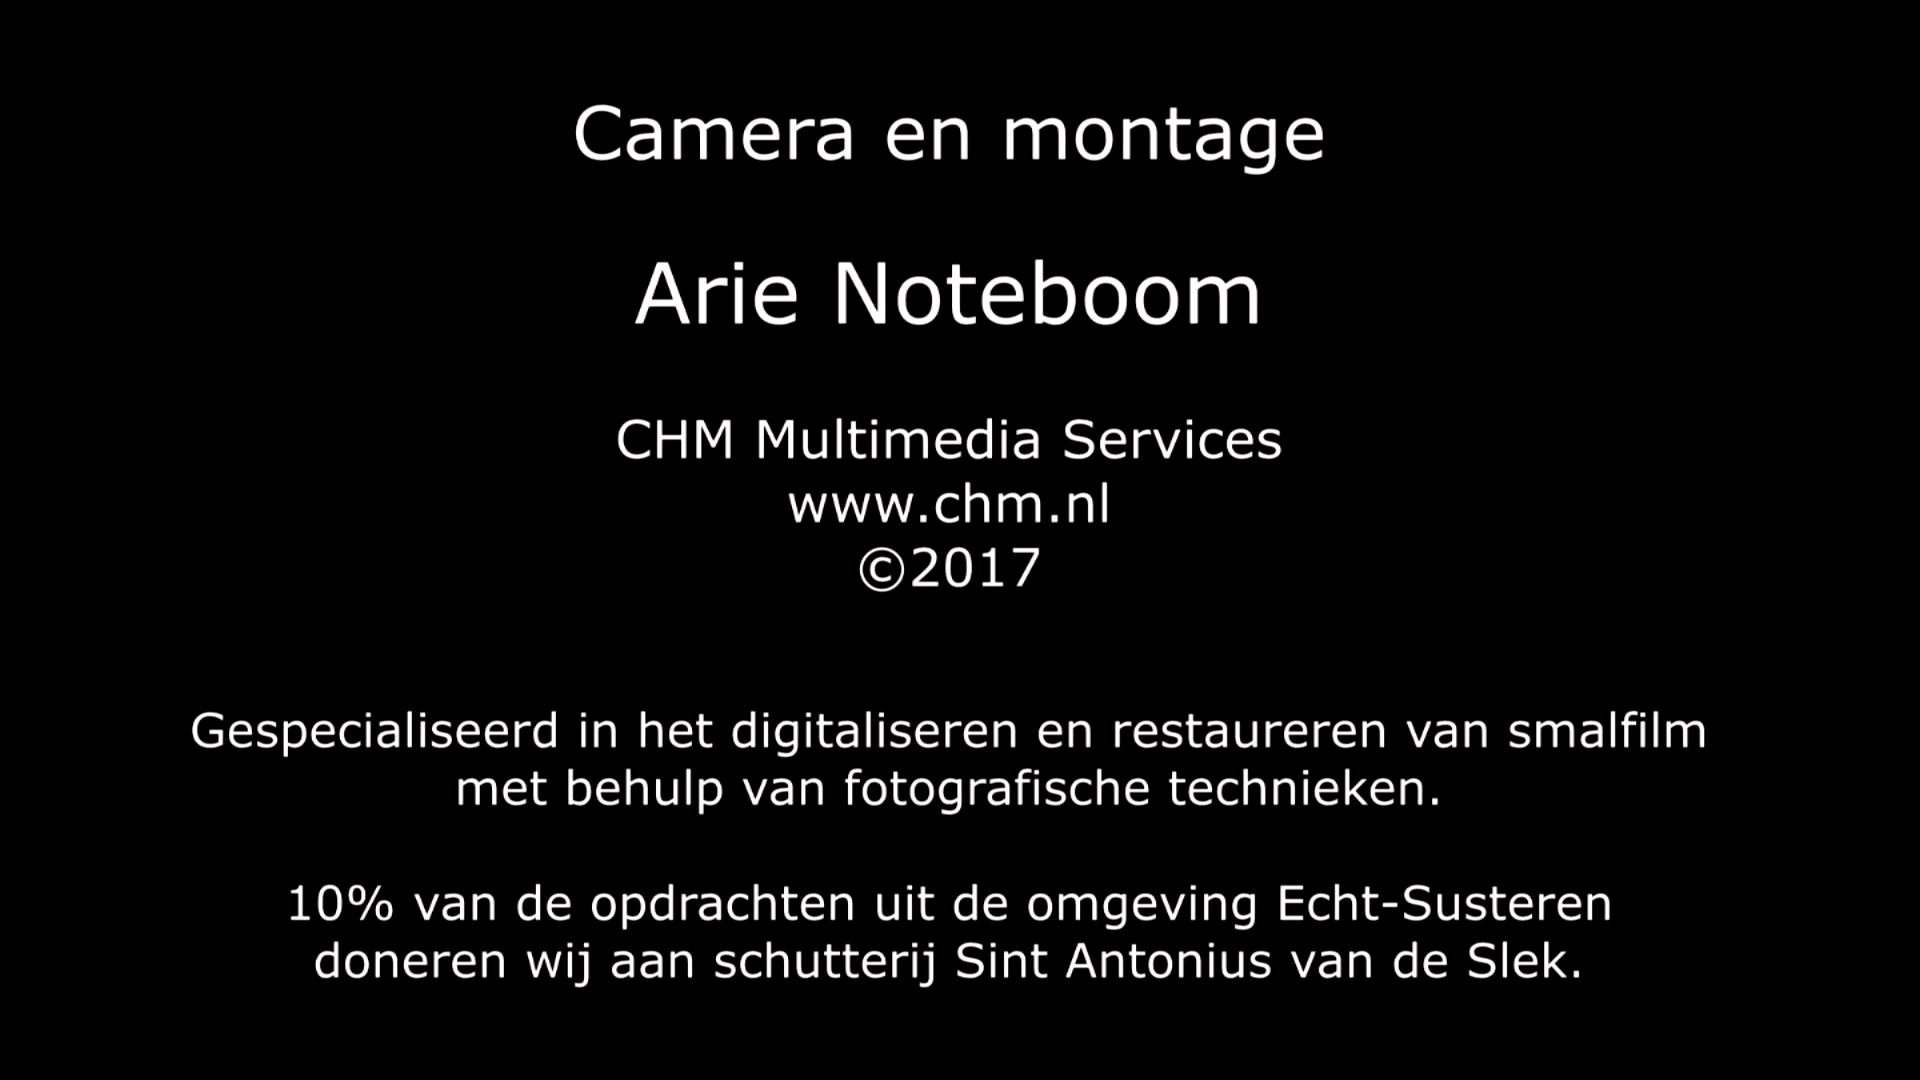 Camera en montage
Arie Noteboom
CHM Multimedia Services
www.chm.nl
©2017
Gespecialiseerd in het digitaliseren en restaureren van smalfilm
met behulp van fotografische technieken.
10% van de opdrachten uit de omgeving Echt-Susteren
doneren wij aan schutterij Sint Antonius van de Slek.